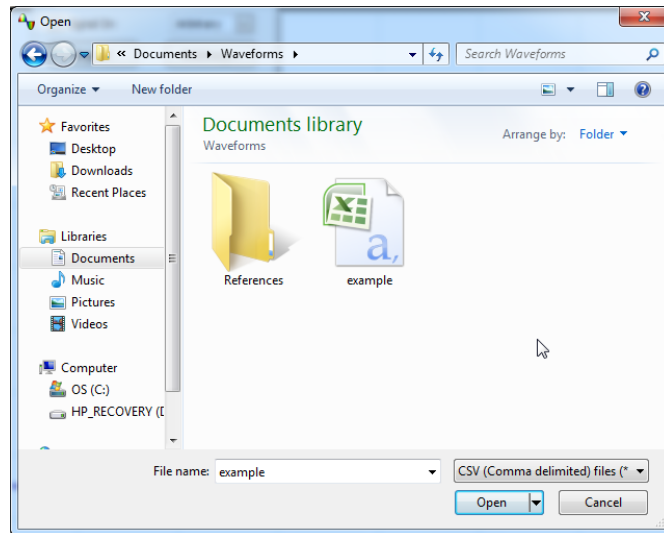 Open
« Documents Waveforms
Search Waveforms
Organize
New folder
Favorites
Desktop
Downloads
Recent Places
Libraries
Documents
Music
Pictures
Videos
Computer
OS (C:)
HP_RECOVERY (D
Documents library
Waveforms
Arrange by: Folder
References
example
File name: example
CSV (Comma delimited) files (*
Open
Cancel